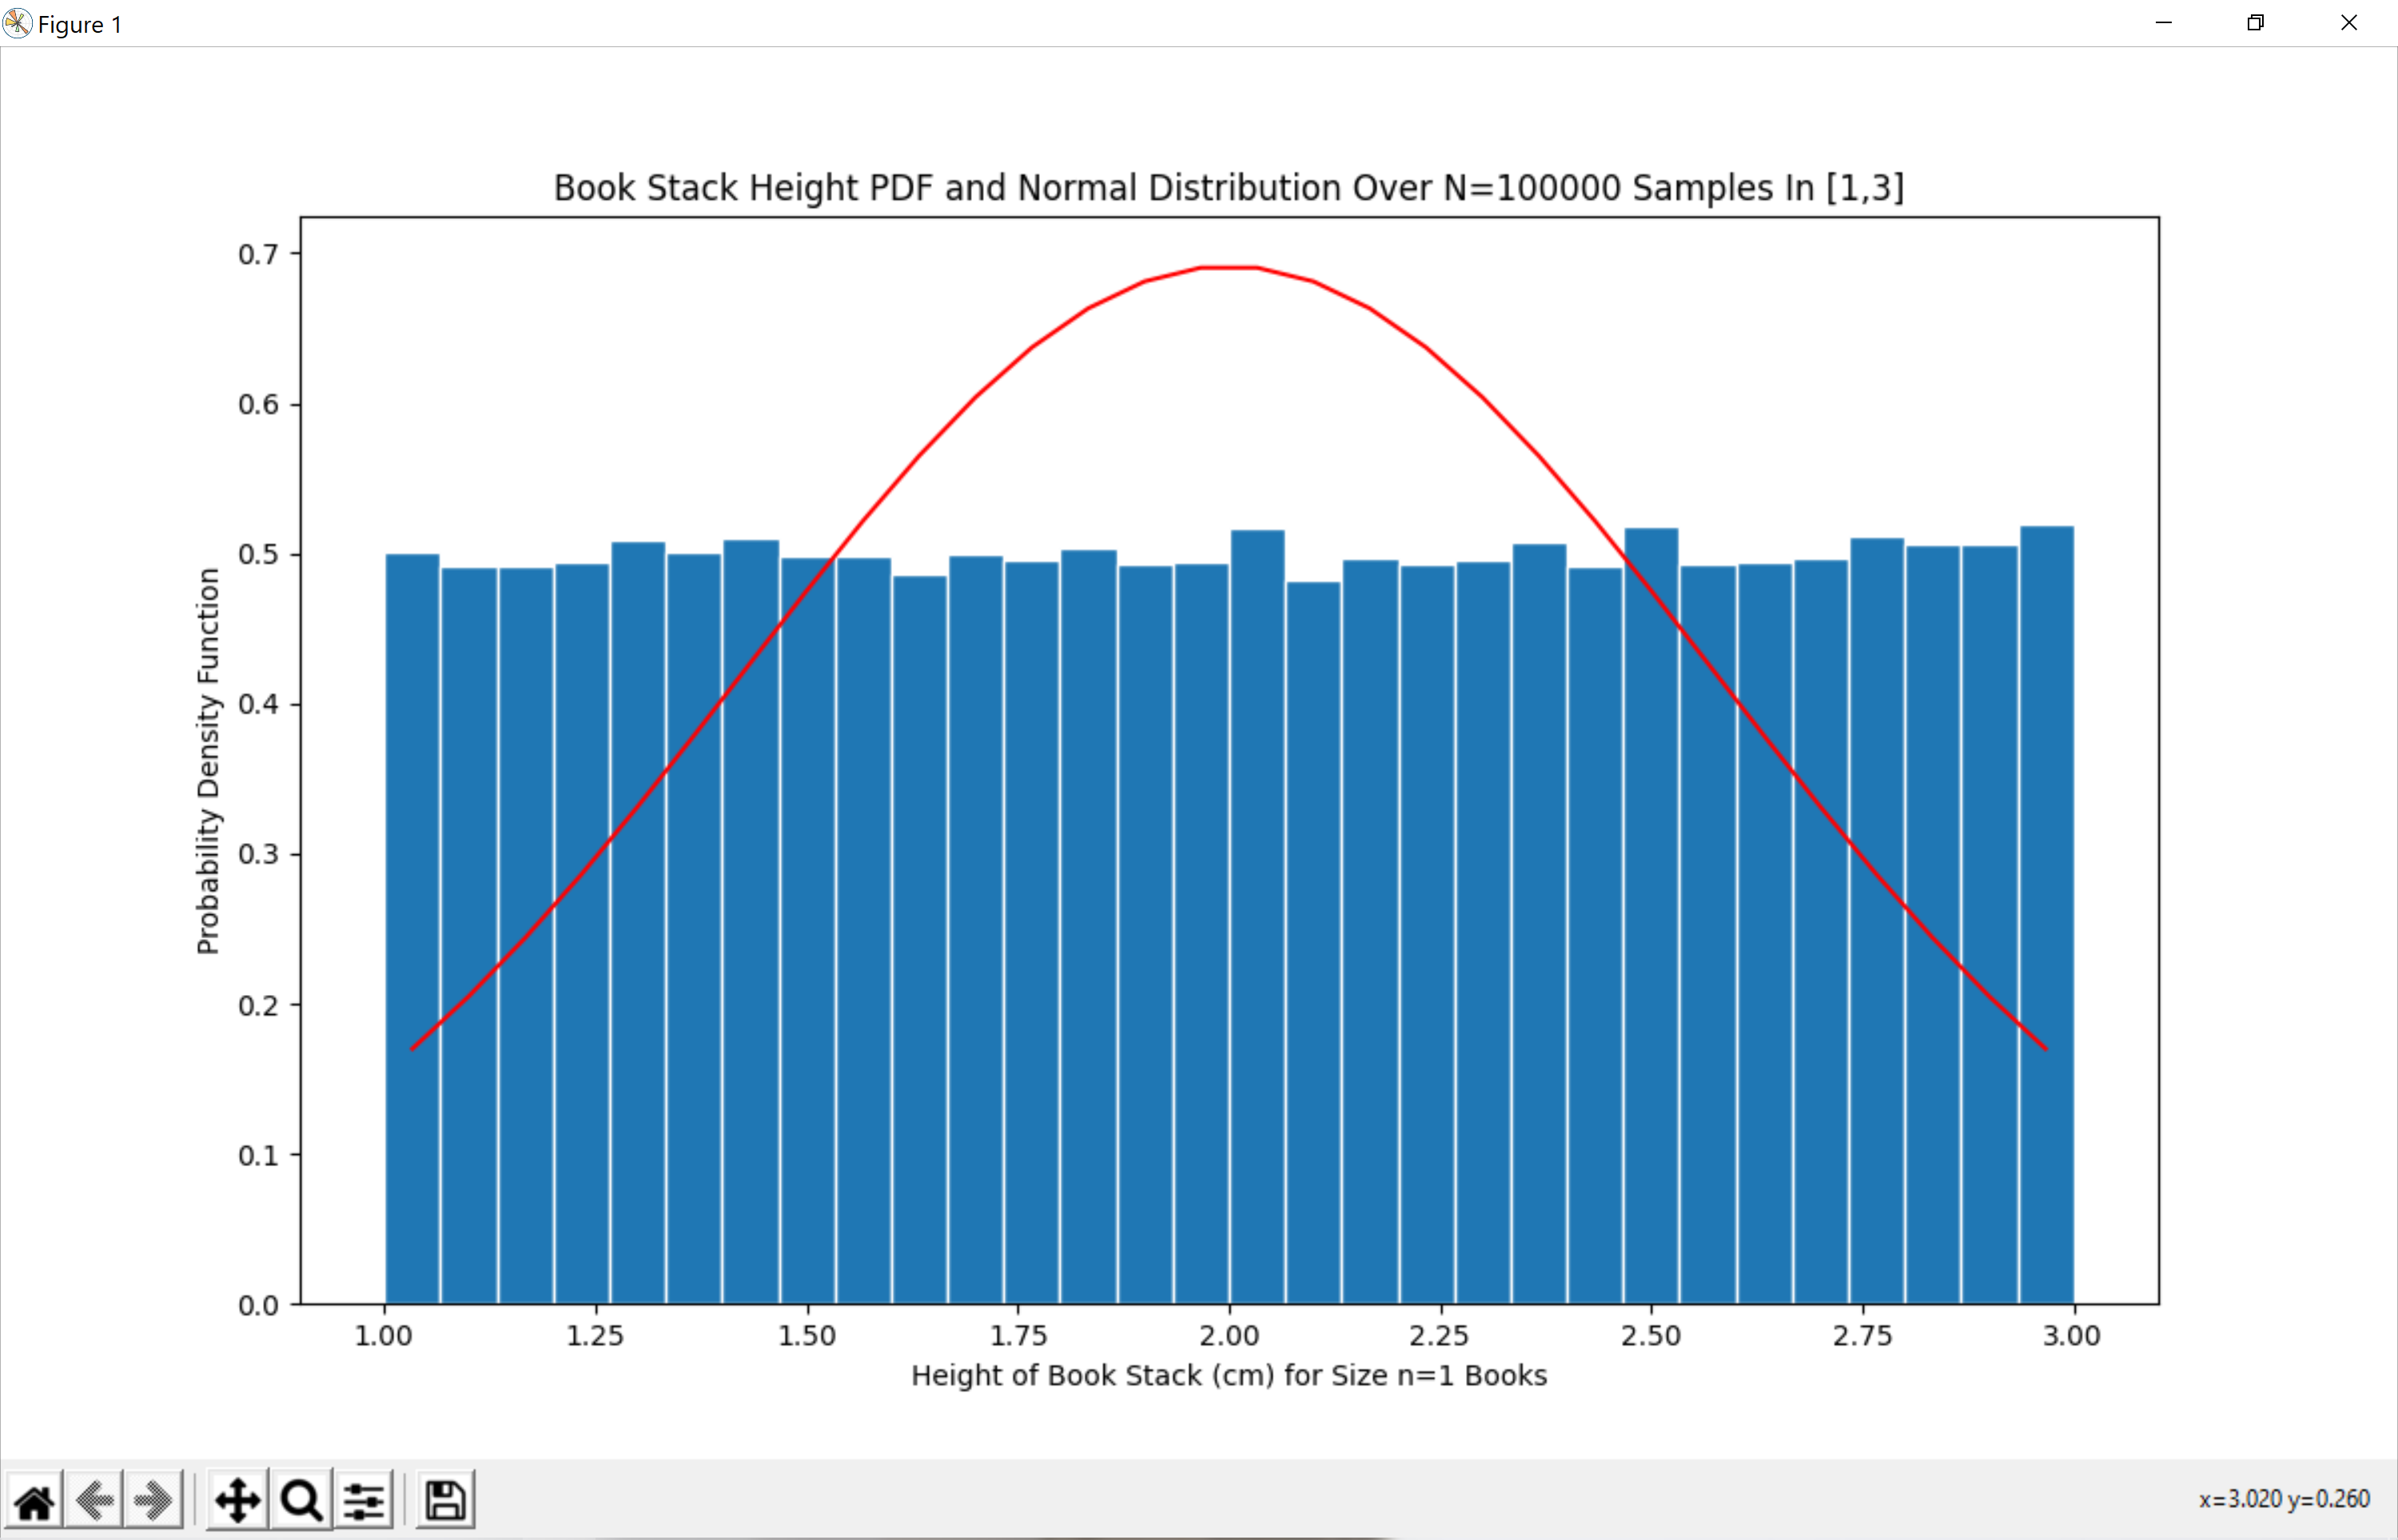 Figure 1
Book Stack Height PDF and Normal Distribution Over N=100000 Samples In [1,3]
Probability Density Function
0.7
0.6
0.5
0.4
0.3
0.2
0.1
0.0
1.00 1.25 1.50 1.75 2.00 2.25 2.50 2.75 3.00
Height of Book Stack (cm) for Size n=1 Books
x=3.020 y=0.260